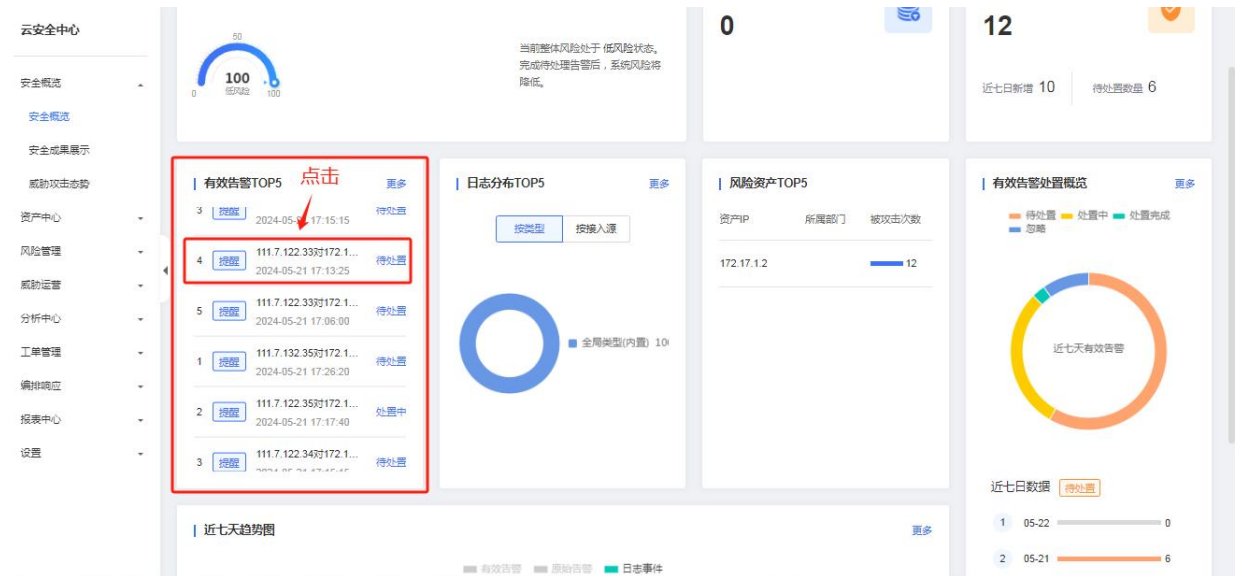 云安全中心
安全概览
安全概览
安全成果展示
威胁攻击态势
资产中心
风险管理
威胁运营
分析中心
工单管理
编排响应
报表中心
设置
50
100
低风险
0
100
当前整体风险处于 低风险状态。
完成待处理告警后，系统风险将
降低。
0
12
近七日新增 10 待处置数量 6
有效告警TOP5 更多
点击
3 提醒 2024-05-21 17:15:15 待处置
4 提醒 111.7.122.33对172.1... 待处置
2024-05-21 17:13:25
5 提醒 111.7.122.33对172.1... 待处置
2024-05-21 17:06:00
1 提醒 111.7.132.35对172.1... 待处置
2024-05-21 17:26:20
2 提醒 111.7.122.35对172.1... 处置中
2024-05-21 17:17:40
3 提醒 111.7.122.34对172.1... 待处置
2024-05-21 17:15:15
日志分布TOP5 更多
按类型 按接入源
全局类型(内置) 10
风险资产TOP5
资产IP 所属部门 被攻击次数
172.17.1.2 12
有效告警处置概览 更多
待处置 处置中 处置完成
忽略
近七天有效告警
近七日数据 待处置
1 05-22 0
2 05-21 6
近七天趋势图 更多
有效告警 原始告警 日志事件